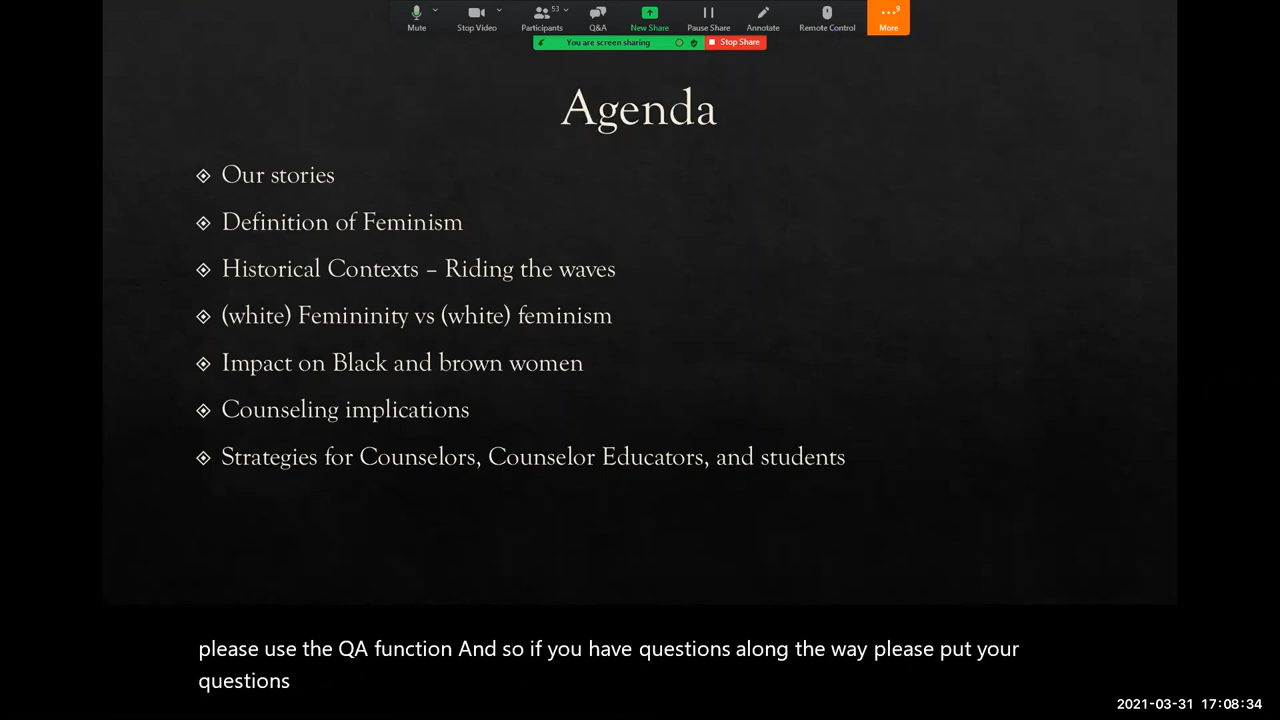 53
9
Mute
Stop Video
Participants
Q&A
New Share
Pause Share
Annotate
Remote Control
More
You are screen sharing
Stop Share
Agenda
Our stories
Definition of Feminism
Historical Contexts – Riding the waves
(white) Femininity vs (white) feminism
Impact on Black and brown women
Counseling implications
Strategies for Counselors, Counselor Educators, and students
please use the QA function And so if you have questions along the way please put your
questions
2021-03-31 17:08:34